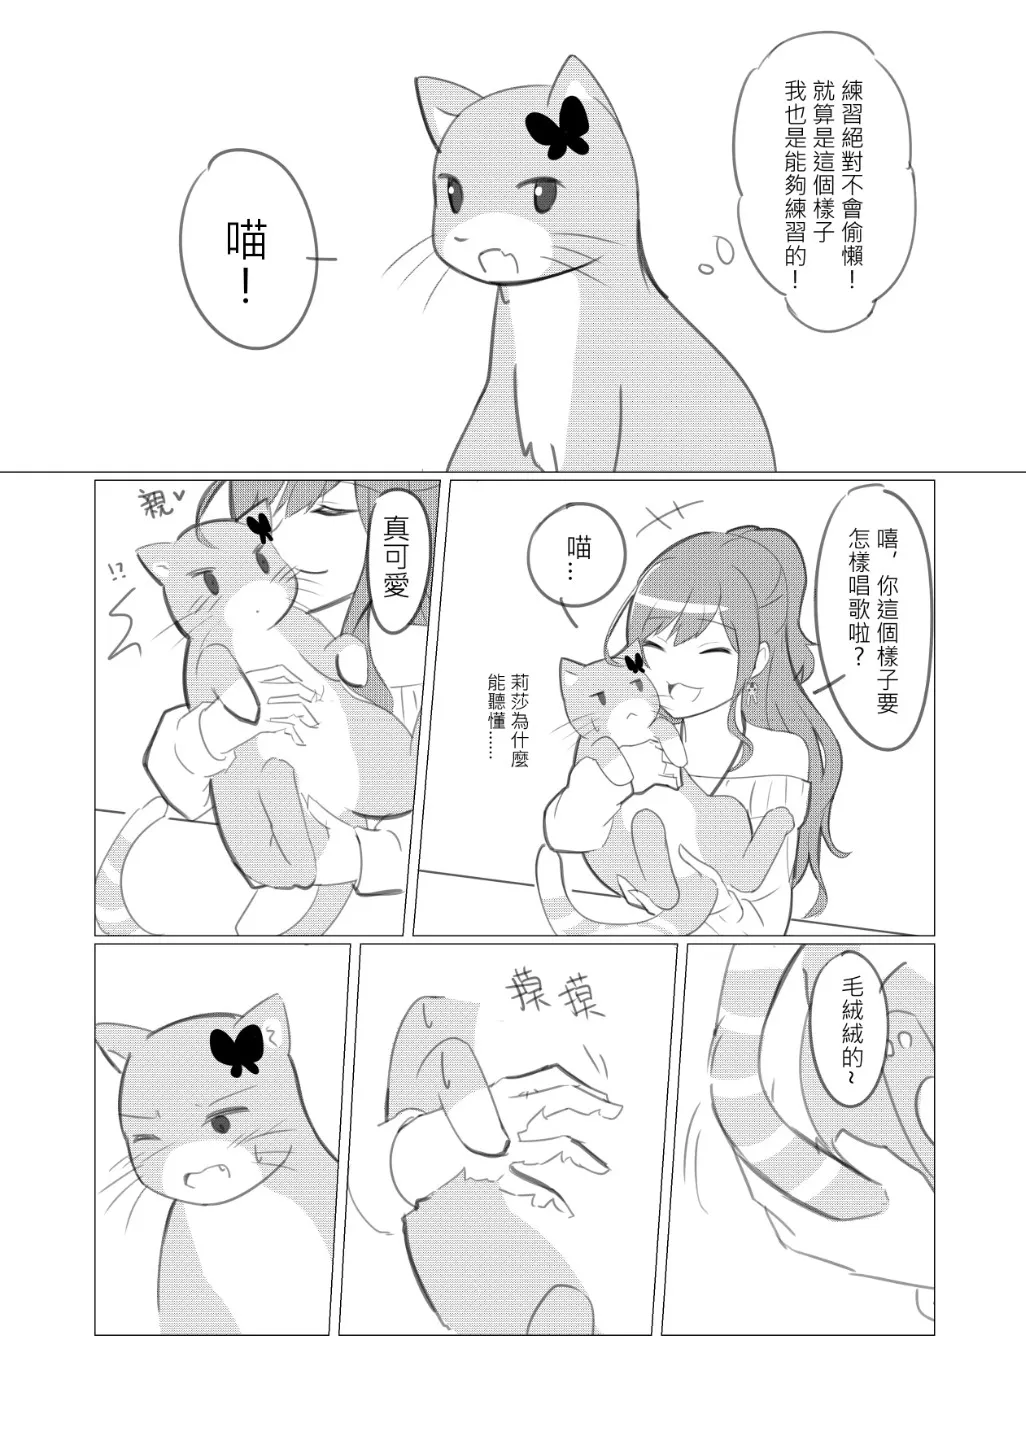 練習絕對不會偷懶！
就算是這個樣子
我也是能夠練習的！
喵！
嘻，你這個樣子要
怎樣唱歌啦？
喵…
莉莎為什麼
能聽懂……
真可愛
親♥
!?
毛絨絨的~
摸摸